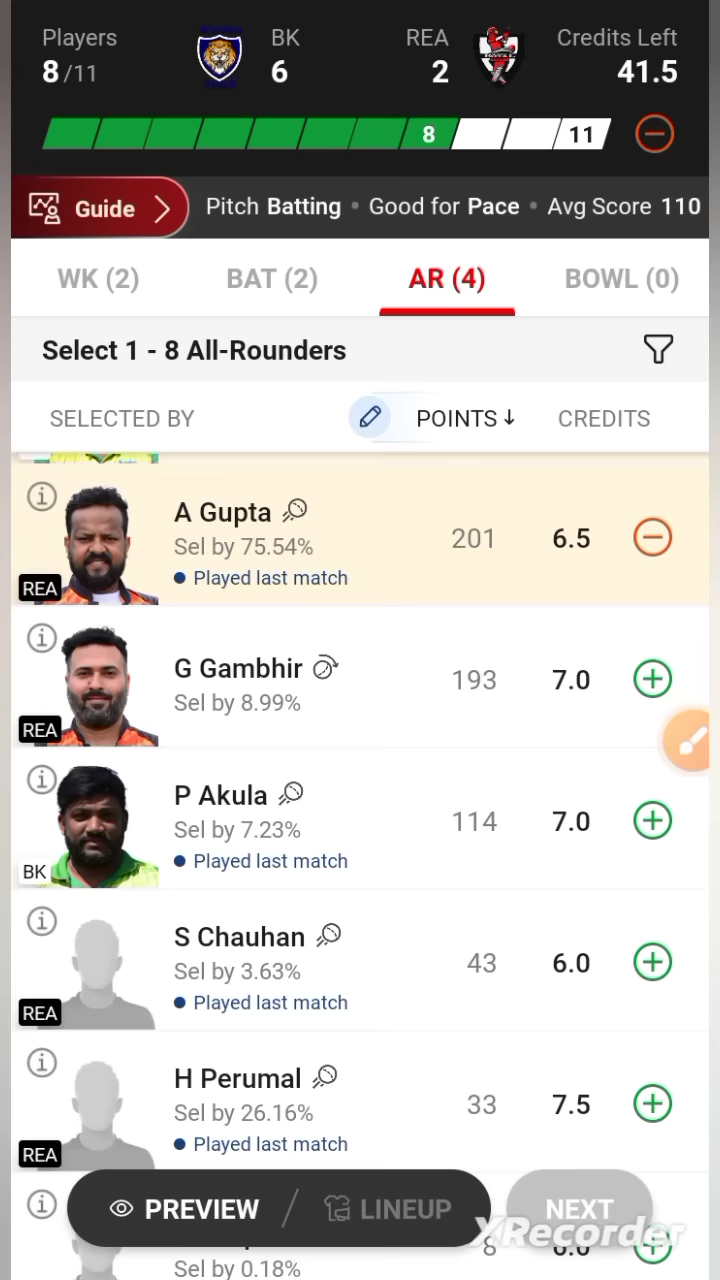 Players BK REA Credits Left
8/11 6 2 41.5
8 11
Guide Pitch Batting • Good for Pace • Avg Score 110
WK (2) BAT (2) AR (4) BOWL (0)
Select 1 - 8 All-Rounders
SELECTED BY POINTS ↓ CREDITS
A Gupta
Sel by 75.54% 201 6.5
• Played last match
REA
G Gambhir
Sel by 8.99% 193 7.0
REA
P Akula
Sel by 7.23% 114 7.0
• Played last match
BK
S Chauhan
Sel by 3.63% 43 6.0
• Played last match
REA
H Perumal
Sel by 26.16% 33 7.5
• Played last match
REA
PREVIEW / LINEUP NEXT
XRecorder
8
Sel by 0.18%